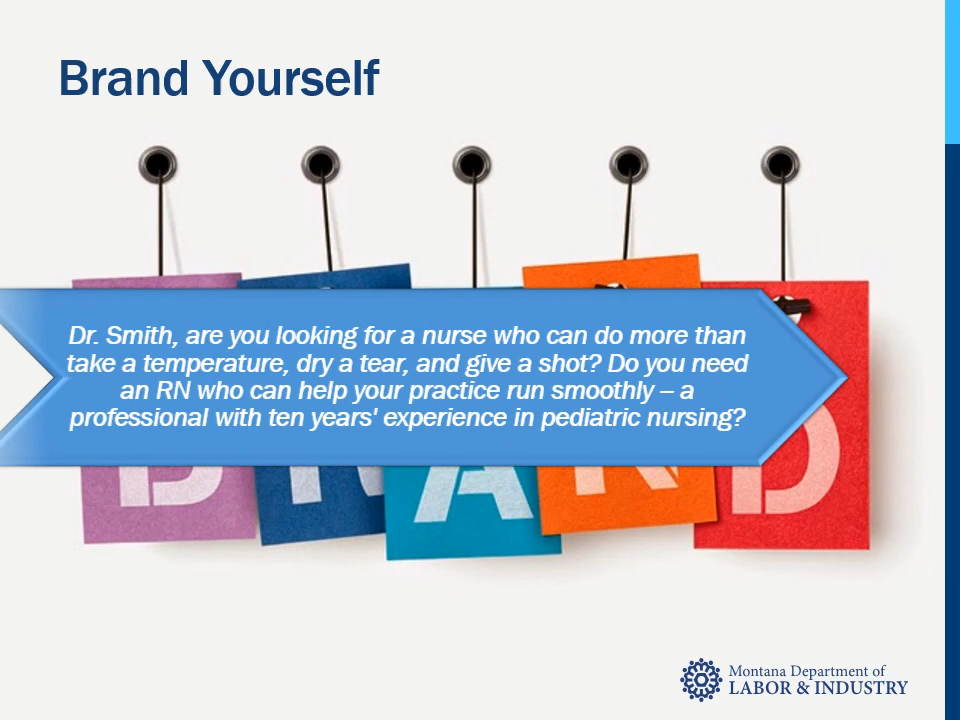 Brand Yourself
Dr. Smith, are you looking for a nurse who can do more than
take a temperature, dry a tear, and give a shot? Do you need
an RN who can help your practice run smoothly – a
professional with ten years' experience in pediatric nursing?
BRAND
Montana Department of
LABOR & INDUSTRY